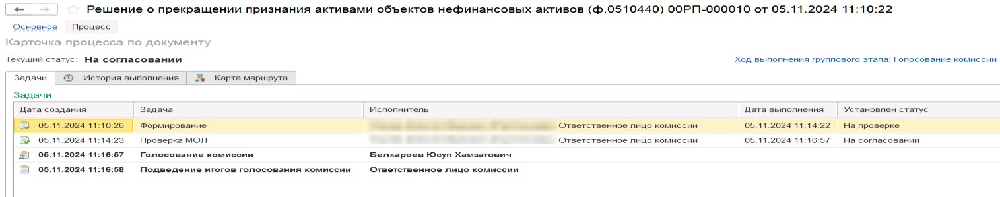 Решение о прекращении признания активами объектов нефинансовых активов (ф.0510440) 00РП-000010 от 05.11.2024 11:10:22
Основное Процесс
Карточка процесса по документу
Текущий статус: На согласовании Ход выполнения группового этапа: Голосование комиссии
Задачи История выполнения Карта маршрута
Задачи
Дата создания Задача Исполнитель Дата выполнения Установлен статус
05.11.2024 11:10:26 Формирование Ответственное лицо комиссии 05.11.2024 11:14:22 На проверке
05.11.2024 11:14:23 Проверка МОЛ Ответственное лицо комиссии 05.11.2024 11:16:57 На согласовании
05.11.2024 11:16:57 Голосование комиссии Белхароев Юсуп Хамзатович
05.11.2024 11:16:58 Подведение итогов голосования комиссии Ответственное лицо комиссии